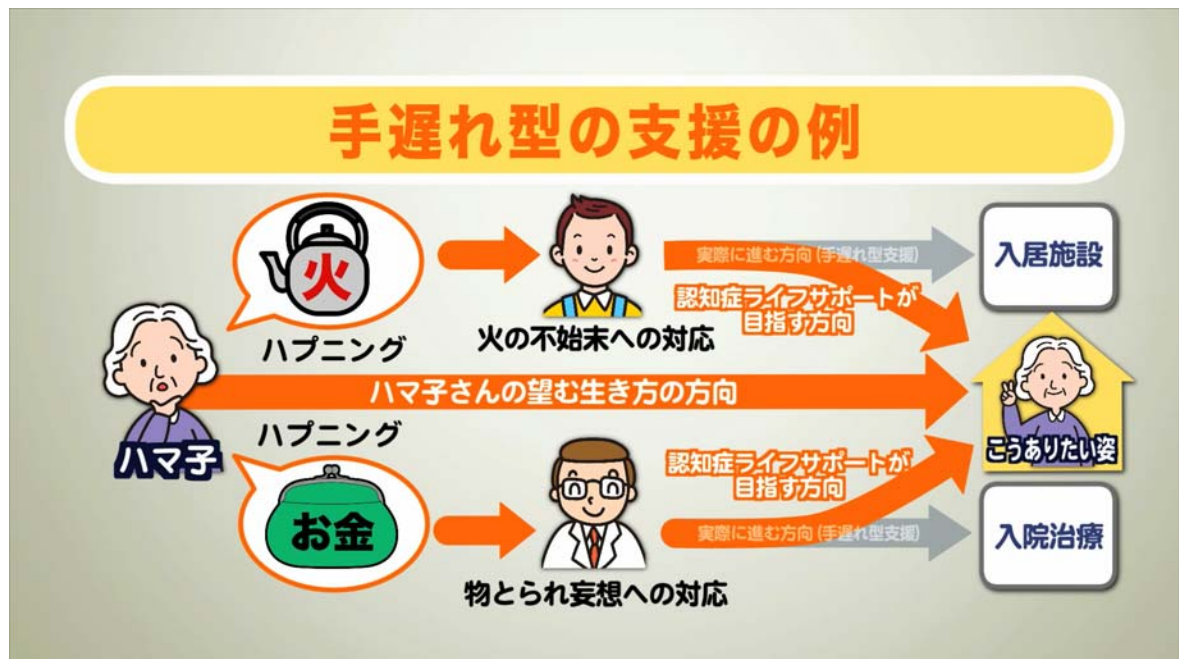 手遅れ型の支援の例
火
ハプニング
火の不始末への対応
実際に進む方向(手遅れ型支援)
認知症ライフサポートが
目指す方向
入居施設
ハマ子
ハマ子さんの望む生き方の方向
こうありたい姿
ハプニング
お金
物とられ妄想への対応
認知症ライフサポートが
目指す方向
実際に進む方向(手遅れ型支援)
入院治療